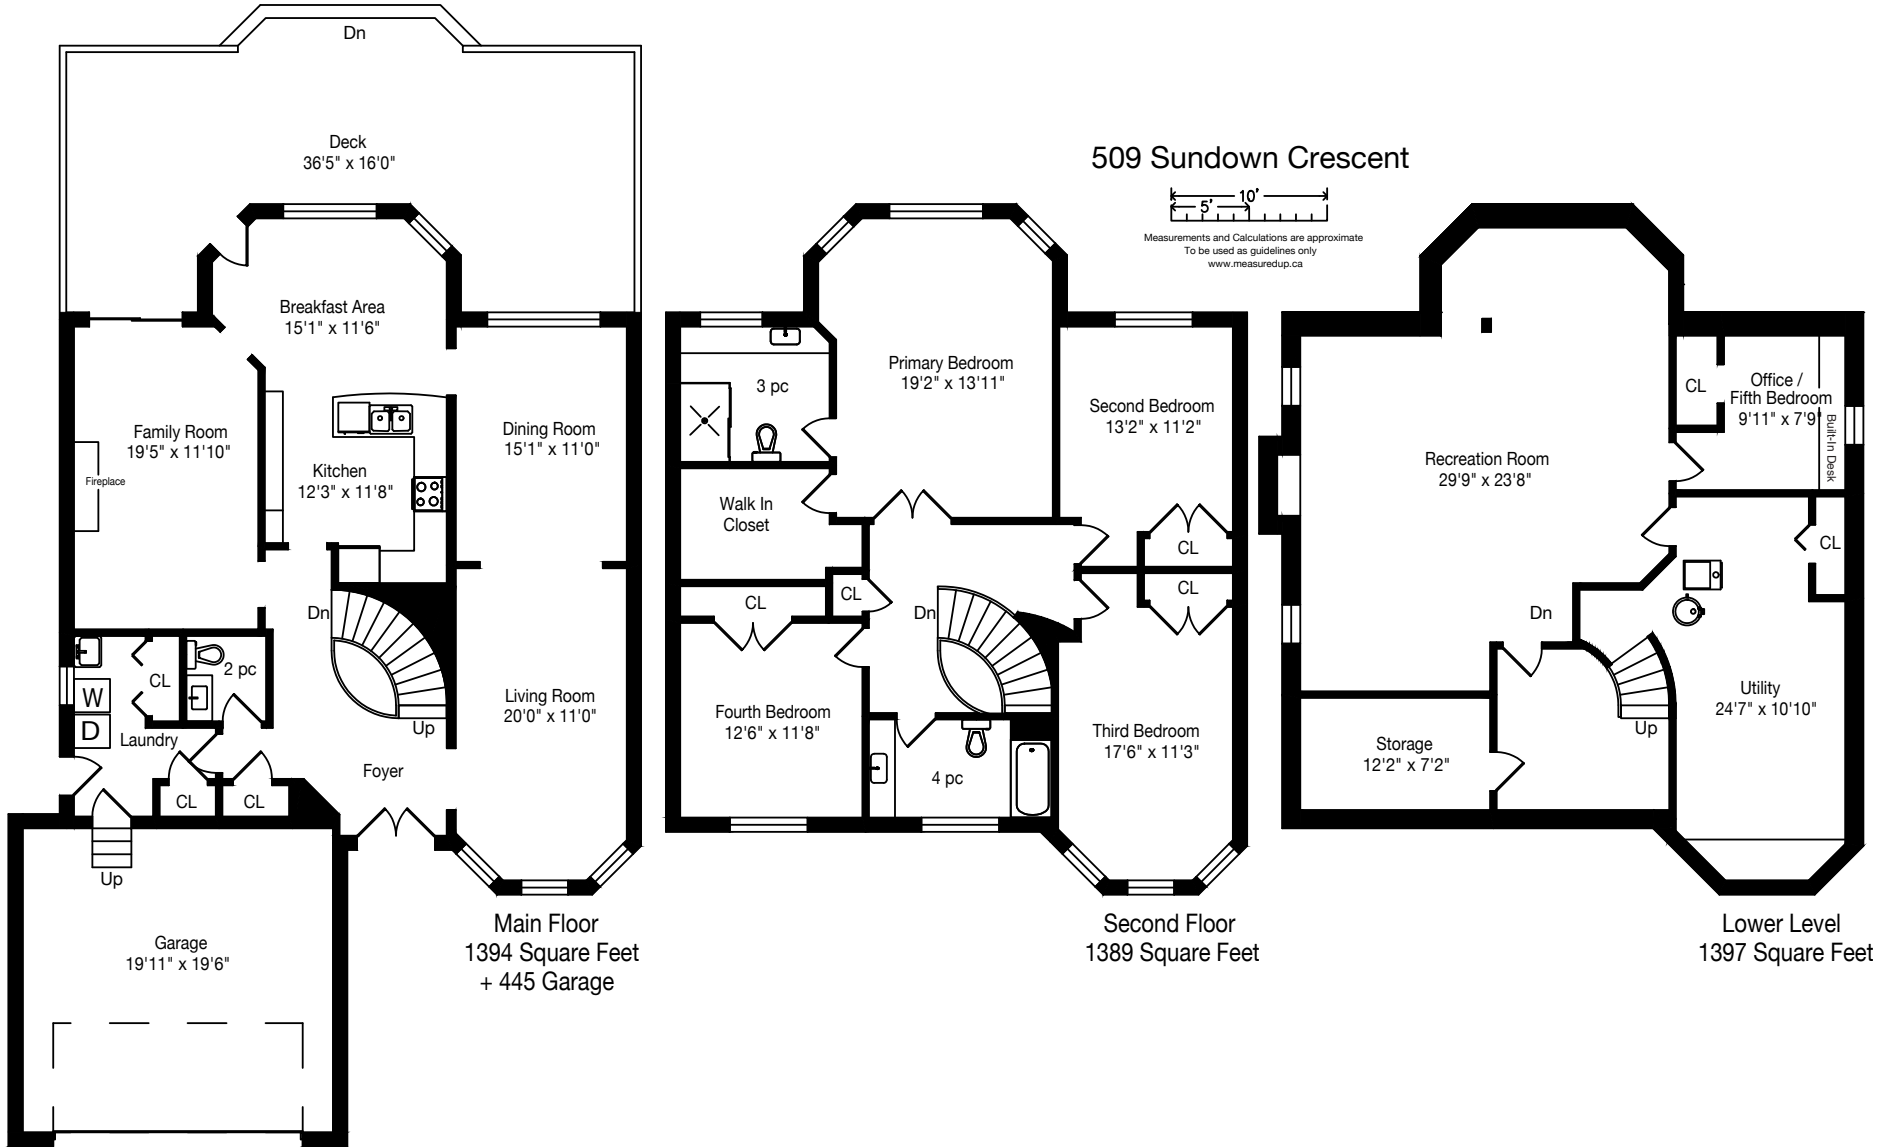 509 Sundown Crescent
10'
5'
Measurements and Calculations are approximate
To be used as guidelines only
www.measuredup.ca
Dn
Deck
36'5" x 16'0"
Breakfast Area
15'1" x 11'6"
Family Room
19'5" x 11'10"
Fireplace
Kitchen
12'3" x 11'8"
Dining Room
15'1" x 11'0"
Dn
2 pc
CL
W
D
Laundry
Living Room
20'0" x 11'0"
Up
Foyer
CL
CL
Up
Garage
19'11" x 19'6"
Main Floor
1394 Square Feet
+ 445 Garage
3 pc
Primary Bedroom
19'2" x 13'11"
Second Bedroom
13'2" x 11'2"
Walk In
Closet
CL
CL
CL
CL
Dn
Fourth Bedroom
12'6" x 11'8"
Third Bedroom
17'6" x 11'3"
4 pc
Second Floor
1389 Square Feet
CL
Office /
Fifth Bedroom
9'11" x 7'9"
Built-In Desk
Recreation Room
29'9" x 23'8"
CL
Dn
Utility
24'7" x 10'10"
Up
Storage
12'2" x 7'2"
Lower Level
1397 Square Feet